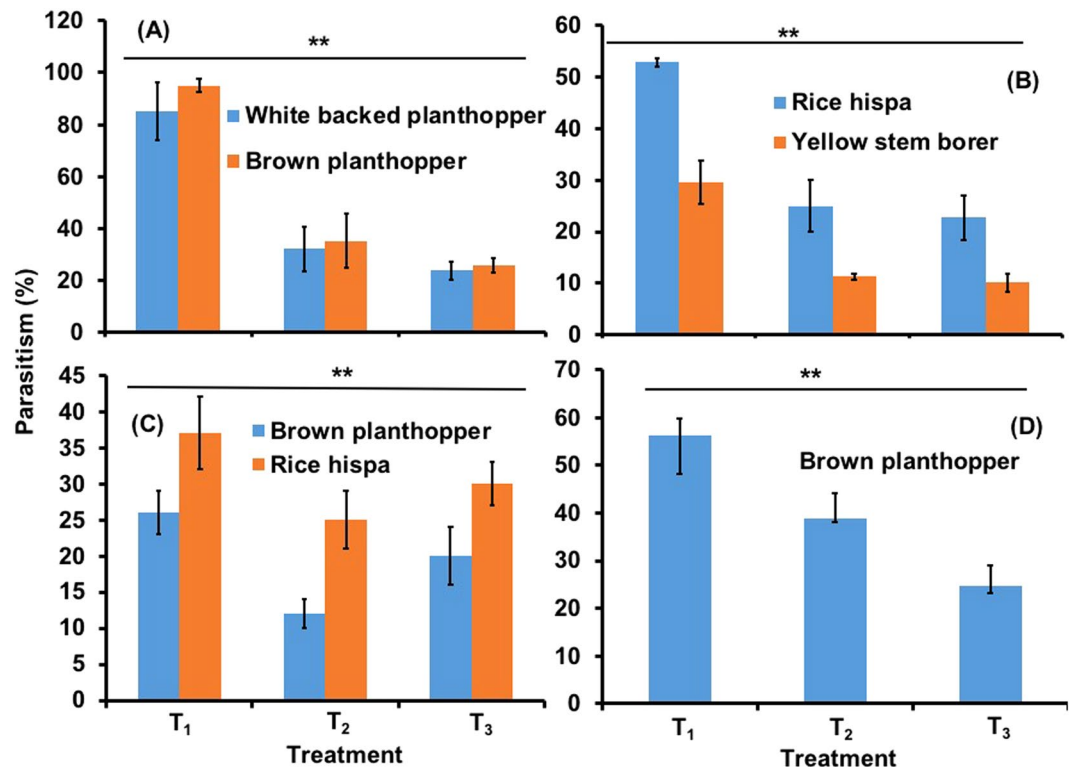 Parasitism (%)
(A)
**
120
100
80
60
40
20
0
White backed planthopper
Brown planthopper
(B)
**
60
50
40
30
20
10
0
Rice hispa
Yellow stem borer
(C)
**
45
40
35
30
25
20
15
10
5
0
Brown planthopper
Rice hispa
T₁ T₂ T₃
Treatment
(D)
**
70
60
50
40
30
20
10
0
Brown planthopper
T₁ T₂ T₃
Treatment